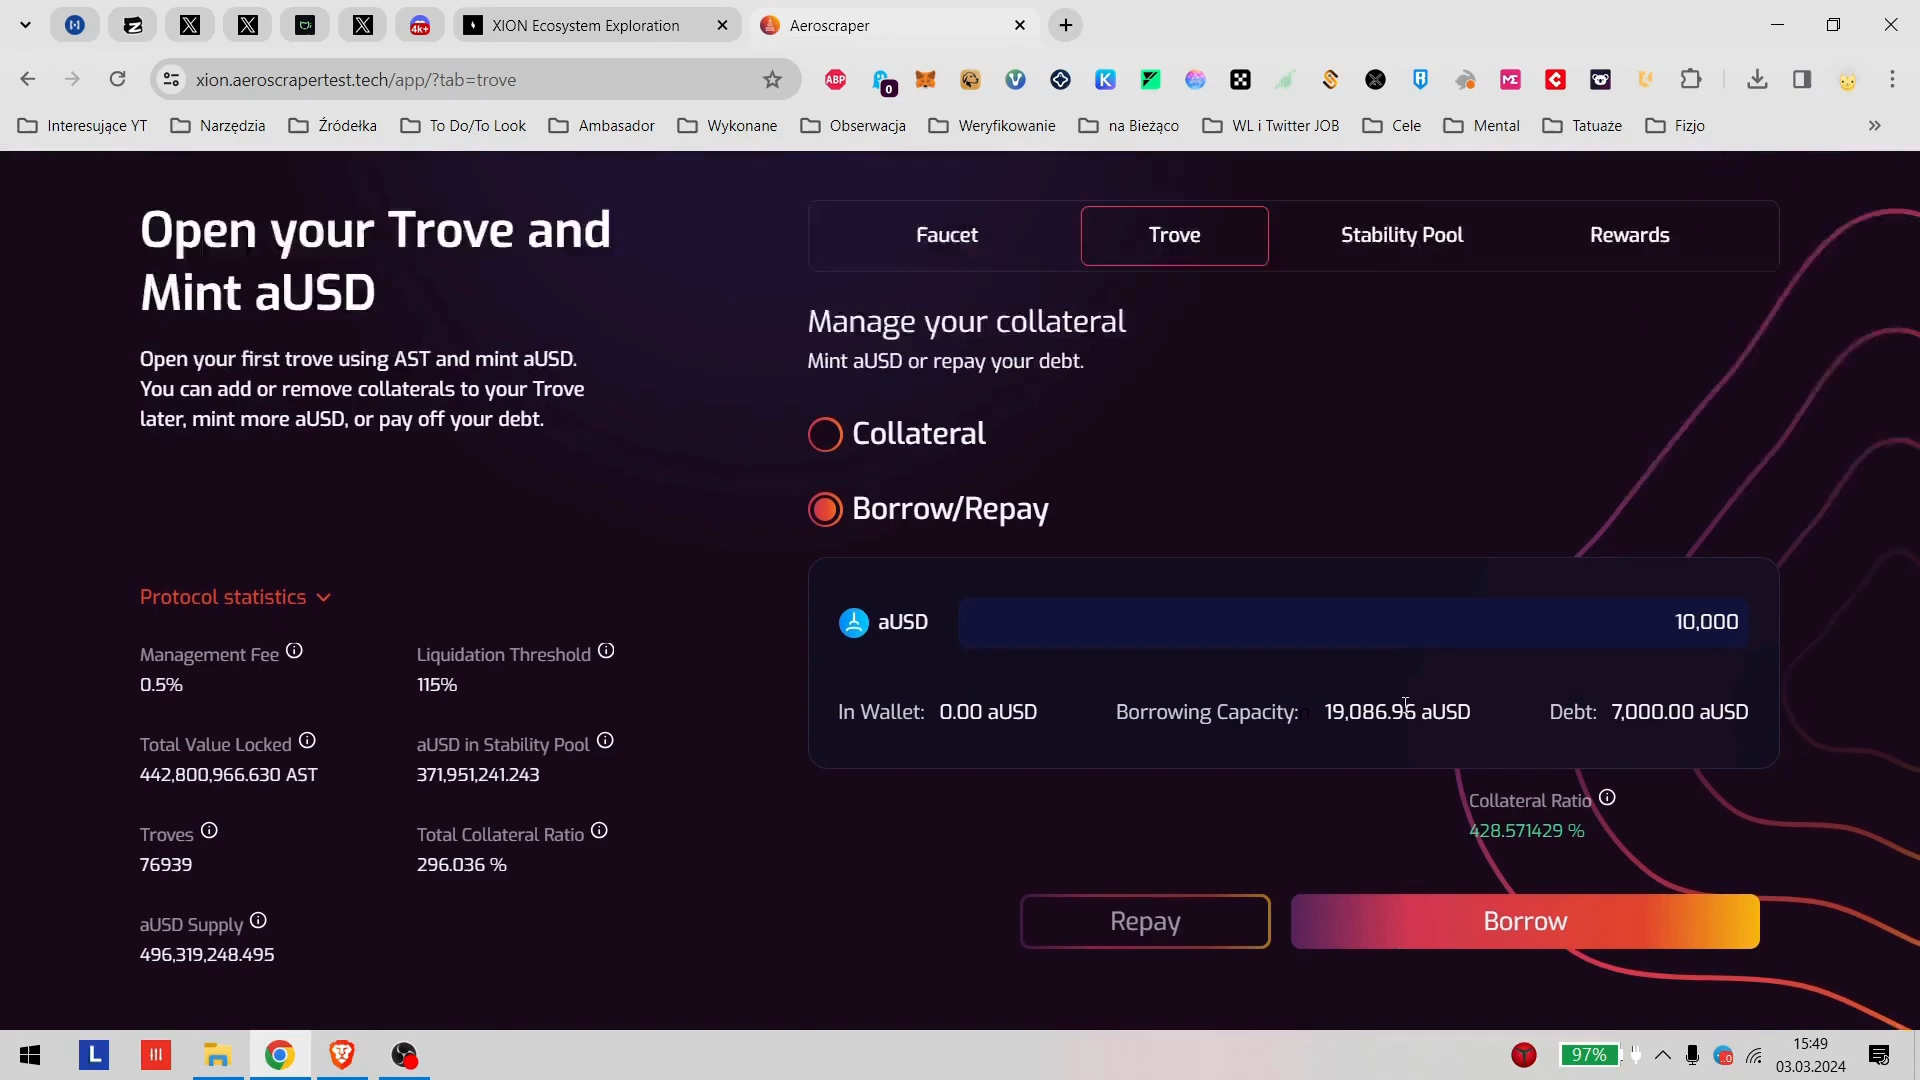 4k+
XION Ecosystem Exploration
Aeroscraper
xion.aeroscrapertest.tech/app/?tab=trove
ABP
0
K
ME
Interesujące YT
Narzędzia
Źródełka
To Do/To Look
Ambasador
Wykonane
Obserwacja
Weryfikowanie
na Bieżąco
WL i Twitter JOB
Cele
Mental
Tatuaże
Fizjo
Open your Trove and
Mint aUSD
Open your first trove using AST and mint aUSD.
You can add or remove collaterals to your Trove
later, mint more aUSD, or pay off your debt.
Protocol statistics
Management Fee
0.5%
Liquidation Threshold
115%
Total Value Locked
442,800,966.630 AST
aUSD in Stability Pool
371,951,241.243
Troves
76939
Total Collateral Ratio
296.036 %
aUSD Supply
496,319,248.495
Faucet
Trove
Stability Pool
Rewards
Manage your collateral
Mint aUSD or repay your debt.
Collateral
Borrow/Repay
aUSD
10,000
In Wallet: 0.00 aUSD
Borrowing Capacity: 19,086.96 aUSD
Debt: 7,000.00 aUSD
Collateral Ratio
428.571429 %
Repay
Borrow
L
97%
15:49
03.03.2024